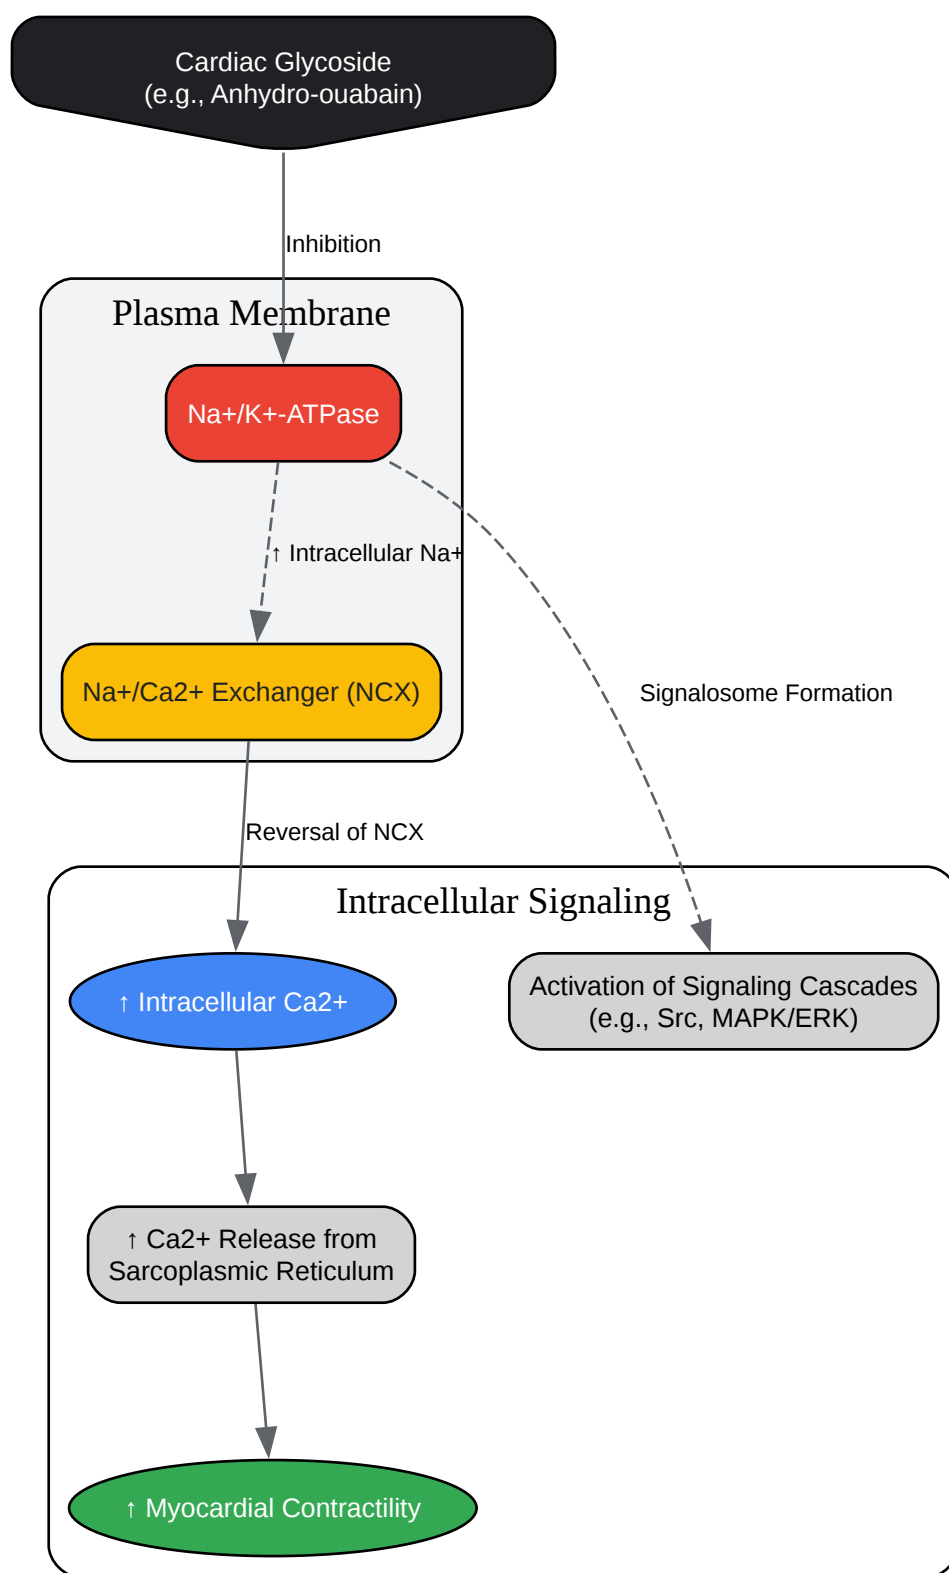 Cardiac Glycoside
(e.g., Anhydro-ouabain)
Inhibition
Plasma Membrane
Na+/K+-ATPase
↑ Intracellular Na+
Na+/Ca2+ Exchanger (NCX)
Signalosome Formation
Reversal of NCX
Intracellular Signaling
↑ Intracellular Ca2+
Activation of Signaling Cascades
(e.g., Src, MAPK/ERK)
↑ Ca2+ Release from
Sarcoplasmic Reticulum
↑ Myocardial Contractility